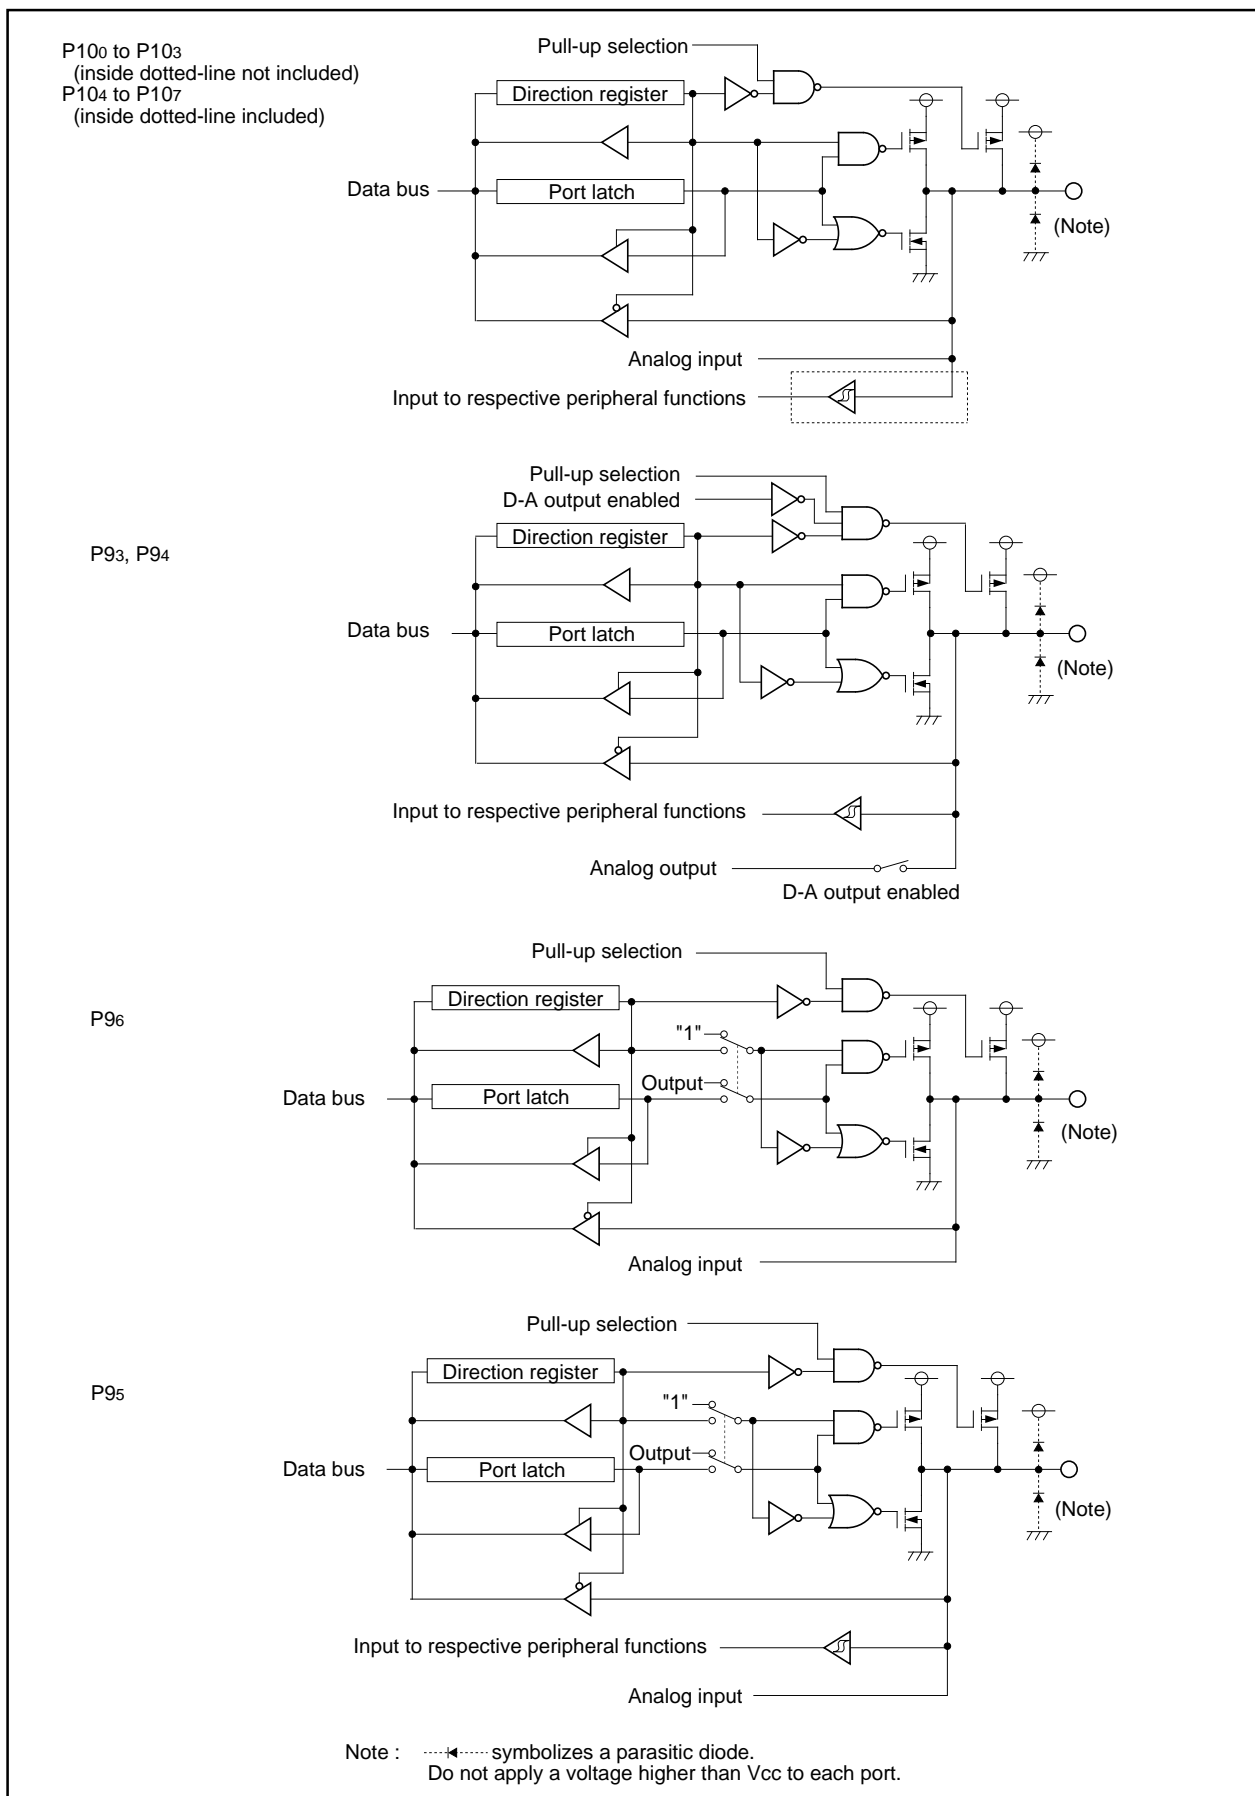 P100 to P103
(inside dotted-line not included)
P104 to P107
(inside dotted-line included)
Pull-up selection
Direction register
Data bus
Port latch
(Note)
Analog input
Input to respective peripheral functions
P93, P94
Pull-up selection
D-A output enabled
Direction register
Data bus
Port latch
(Note)
Input to respective peripheral functions
Analog output
D-A output enabled
P96
Pull-up selection
Direction register
"1"
Output
Data bus
Port latch
(Note)
Analog input
P95
Pull-up selection
Direction register
"1"
Output
Data bus
Port latch
(Note)
Input to respective peripheral functions
Analog input
Note : symbolizes a parasitic diode.
Do not apply a voltage higher than Vcc to each port.